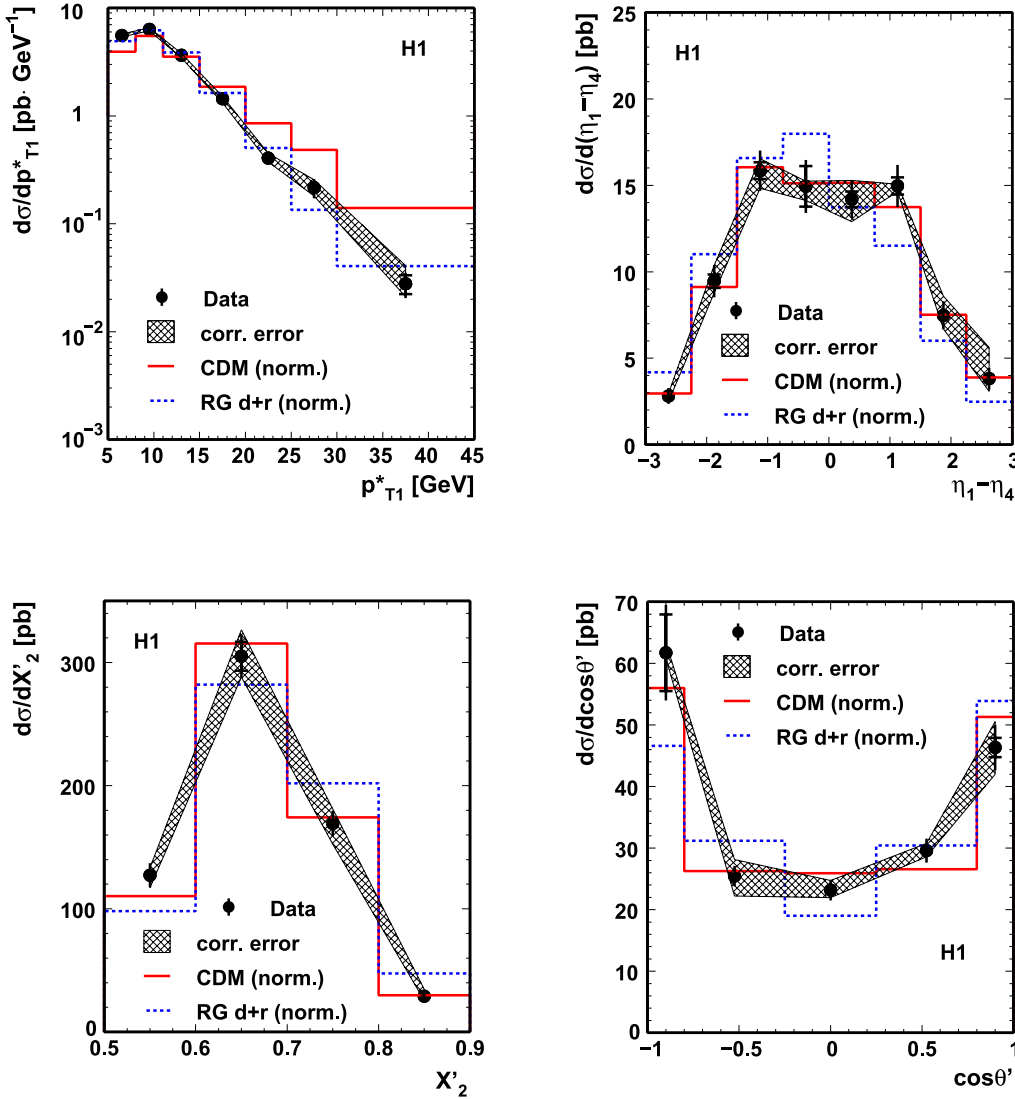 dσ/dp*T1 [pb· GeV−1]
10
1
10−1
10−2
10−3
H1
Data
corr. error
CDM (norm.)
RG d+r (norm.)
5 10 15 20 25 30 35 40 45
p*T1 [GeV]
dσ/d(η1−η4) [pb]
25
20
15
10
5
0
H1
Data
corr. error
CDM (norm.)
RG d+r (norm.)
−3 −2 −1 0 1 2 3
η1−η4
dσ/dX’2 [pb]
300
200
100
0
H1
Data
corr. error
CDM (norm.)
RG d+r (norm.)
0.5 0.6 0.7 0.8 0.9
X’2
dσ/dcosθ’ [pb]
70
60
50
40
30
20
10
0
Data
corr. error
CDM (norm.)
RG d+r (norm.)
H1
−1 −0.5 0 0.5 1
cosθ’